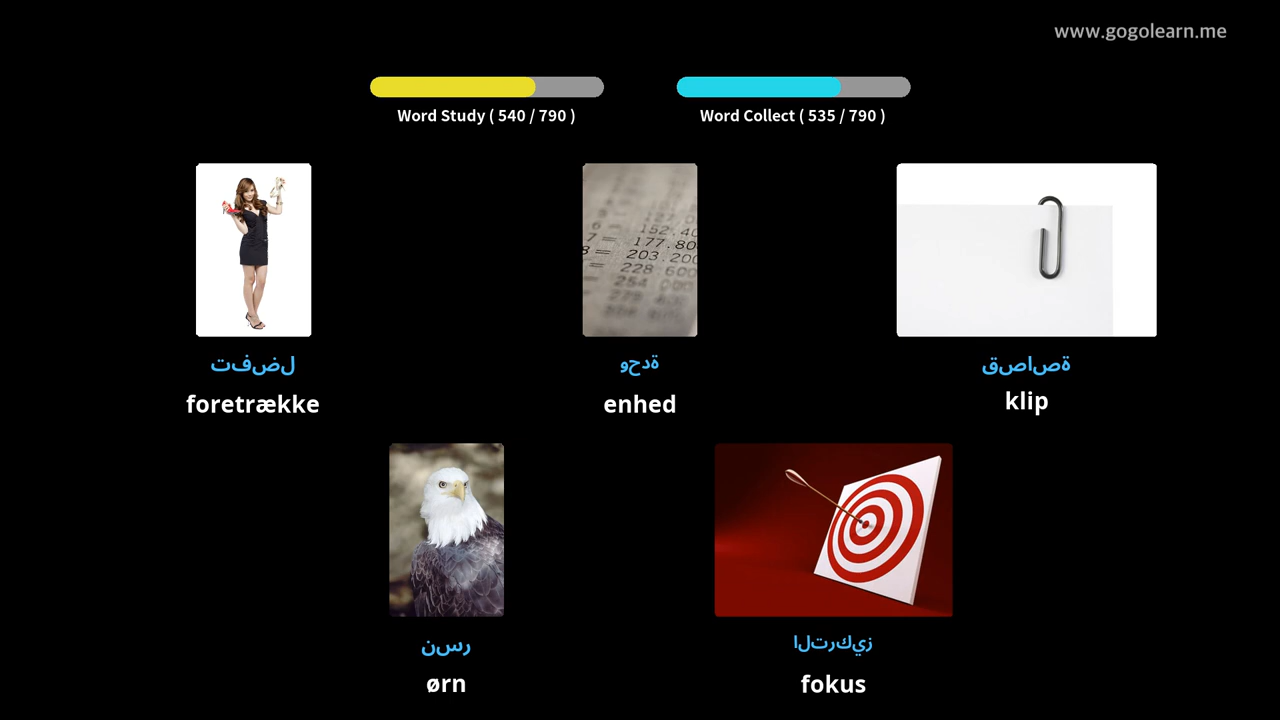 www.gogolearn.me
Word Study ( 540 / 790 )
Word Collect ( 535 / 790 )
تفضل
وحدة
قصاصة
foretrække
enhed
klip
نسر
التركيز
ørn
fokus